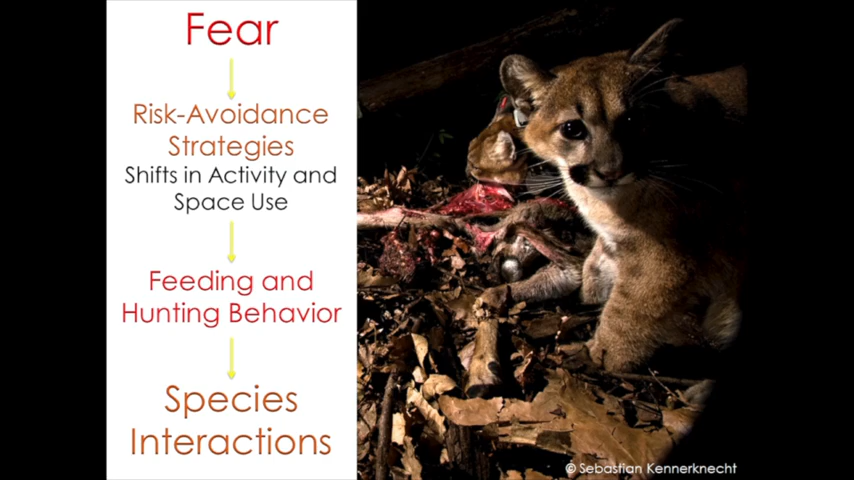 Fear
Risk-Avoidance
Strategies
Shifts in Activity and
Space Use
Feeding and
Hunting Behavior
Species
Interactions
© Sebastian Kennerknecht